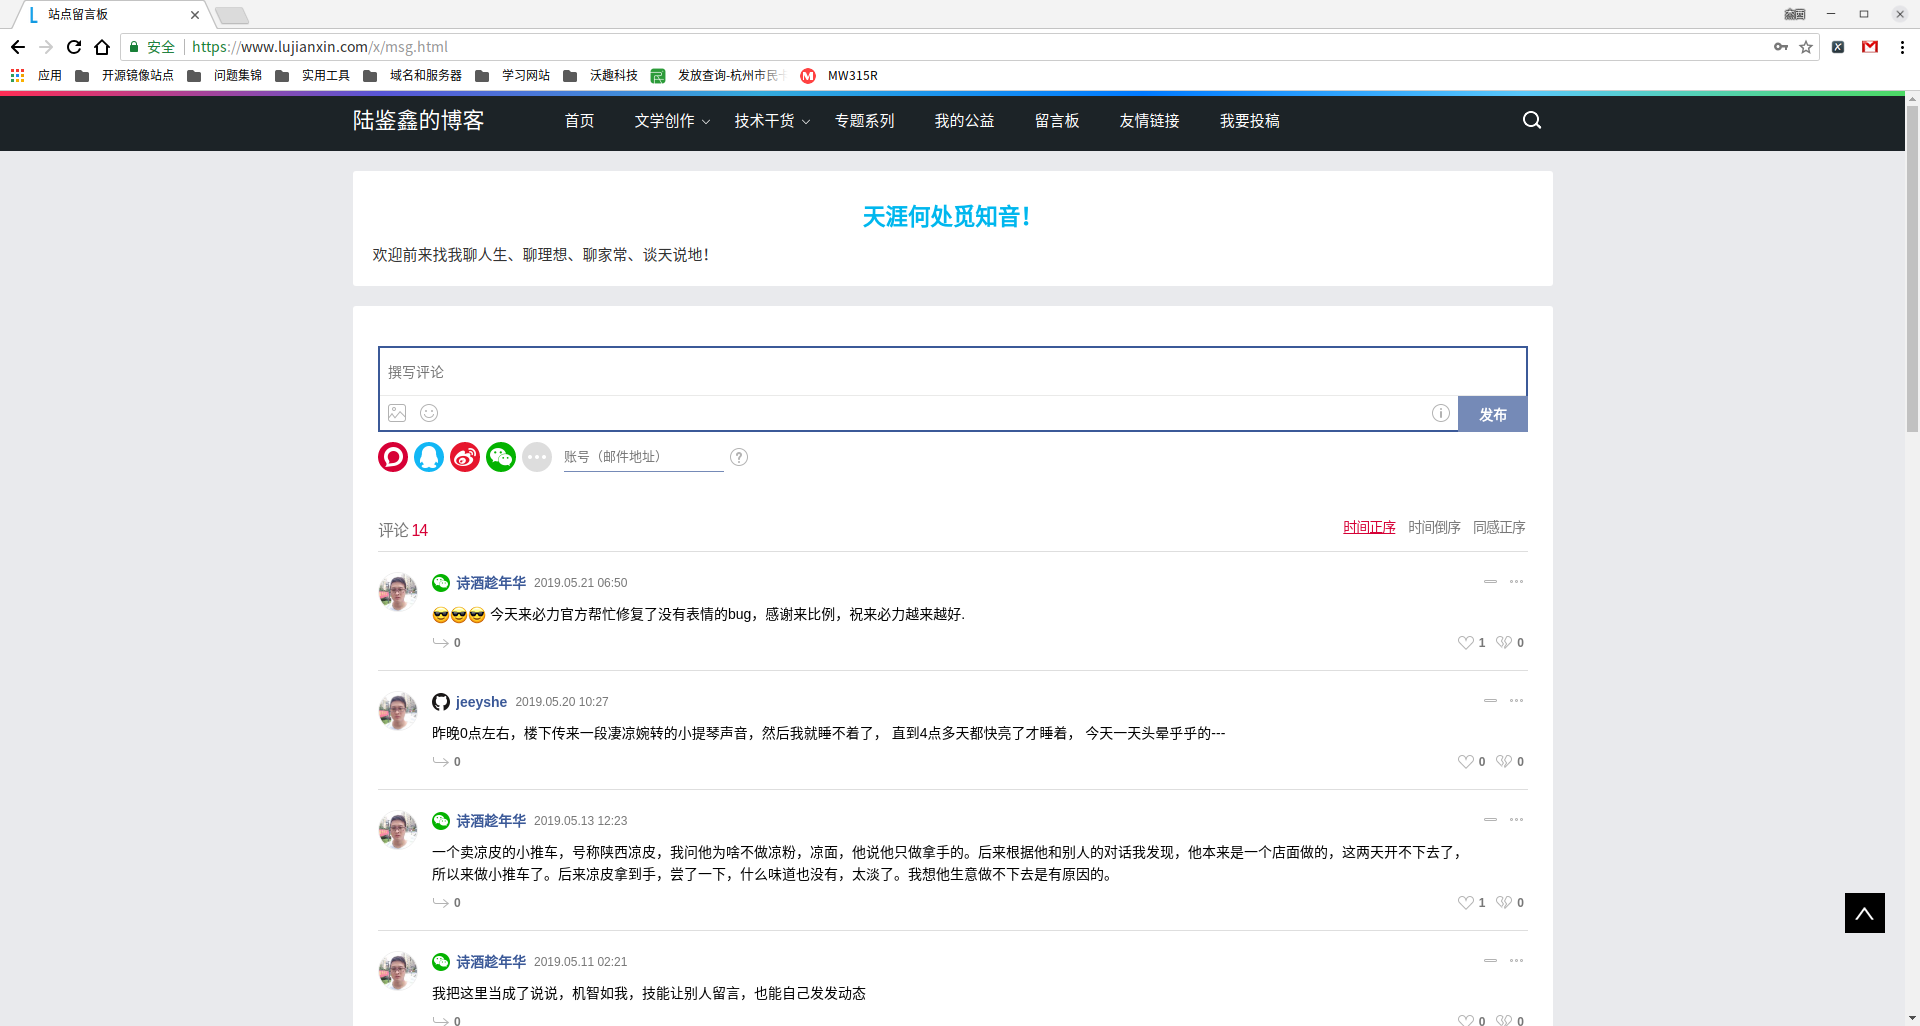 站点留言板
安全 https://www.lujianxin.com/x/msg.html
应用 开源镜像站点 问题集锦 实用工具 域名和服务器 学习网站 沃趣科技 发放查询-杭州市民 MW315R
陆鉴鑫的博客 首页 文学创作 技术干货 专题系列 我的公益 留言板 友情链接 我要投稿
天涯何处觅知音！
欢迎前来找我聊人生、聊理想、聊家常、谈天说地！
撰写评论
发布
账号（邮件地址）
评论 14 时间正序 时间倒序 同感正序
诗酒趁年华 2019.05.21 06:50
😎😎😎 今天来必力官方帮忙修复了没有表情的bug，感谢来比例，祝来必力越来越好.
0 1 0
jeeyshe 2019.05.20 10:27
昨晚0点左右，楼下传来一段凄凉婉转的小提琴声音，然后我就睡不着了， 直到4点多天都快亮了才睡着， 今天一天头晕乎乎的---
0 0 0
诗酒趁年华 2019.05.13 12:23
一个卖凉皮的小推车，号称陕西凉皮，我问他为啥不做凉粉，凉面，他说他只做拿手的。后来根据他和别人的对话我发现，他本来是一个店面做的，这两天开不下去了，
所以来做小推车了。后来凉皮拿到手，尝了一下，什么味道也没有，太淡了。我想他生意做不下去是有原因的。
0 1 0
诗酒趁年华 2019.05.11 02:21
我把这里当成了说说，机智如我，技能让别人留言，也能自己发发动态
0 0 0